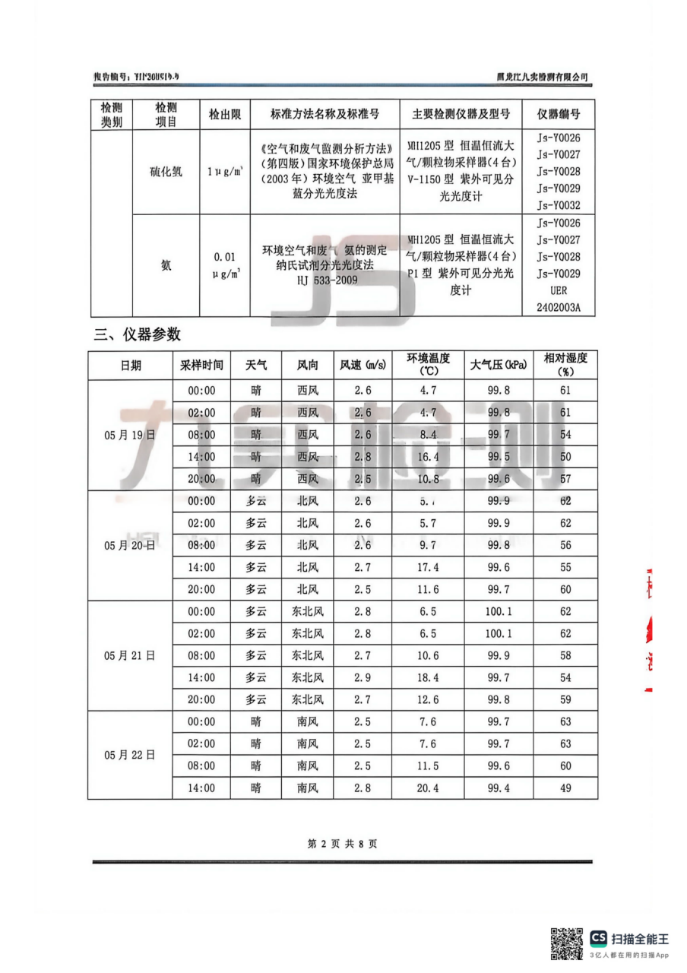 报告编号：
黑龙江九实检测有限公司
检测类别 检测项目 检出限 标准方法名称及标准号 主要检测仪器及型号 仪器编号
硫化氢 1μg/m³ 《空气和废气监测分析方法》（第四版）国家环境保护总局（2003 年）环境空气 亚甲基蓝分光光度法 MH1205 型 恒温恒流大气/颗粒物采样器(4 台) V-1150 型 紫外可见分光光度计 Js-Y0026 Js-Y0027 Js-Y0028 Js-Y0029 Js-Y0032
氨 0.01 μg/m³ 环境空气和废气 氨的测定 纳氏试剂分光光度法 HJ 533-2009 MH1205 型 恒温恒流大气/颗粒物采样器(4 台) P1 型 紫外可见分光光度计 Js-Y0026 Js-Y0027 Js-Y0028 Js-Y0029 UER 2402003A
JS
三、仪器参数
日期 采样时间 天气 风向 风速 (m/s) 环境温度 (℃) 大气压(kPa) 相对湿度 (%)
05 月 19 日 00:00 晴 西风 2.6 4.7 99.8 61
02:00 晴 西风 2.6 4.7 99.8 61
08:00 晴 西风 2.6 8.4 99.7 54
14:00 晴 西风 2.8 16.4 99.5 50
20:00 晴 西风 2.5 10.8 99.6 57
九实检测
05 月 20 日 00:00 多云 北风 2.6 99.9 62
02:00 多云 北风 2.6 5.7 99.9 62
08:00 多云 北风 2.6 9.7 99.8 56
14:00 多云 北风 2.7 17.4 99.6 55
20:00 多云 北风 2.5 11.6 99.7 60
05 月 21 日 00:00 多云 东北风 2.8 6.5 100.1 62
02:00 多云 东北风 2.8 6.5 100.1 62
08:00 多云 东北风 2.7 10.6 99.9 58
14:00 多云 东北风 2.9 18.4 99.7 54
20:00 多云 东北风 2.7 12.6 99.8 59
05 月 22 日 00:00 晴 南风 2.5 7.6 99.7 63
02:00 晴 南风 2.5 7.6 99.7 63
08:00 晴 南风 2.5 11.5 99.6 60
14:00 晴 南风 2.8 20.4 99.4 49
第 2 页 共 8 页
CS 扫描全能王
3亿人都在用的扫描App